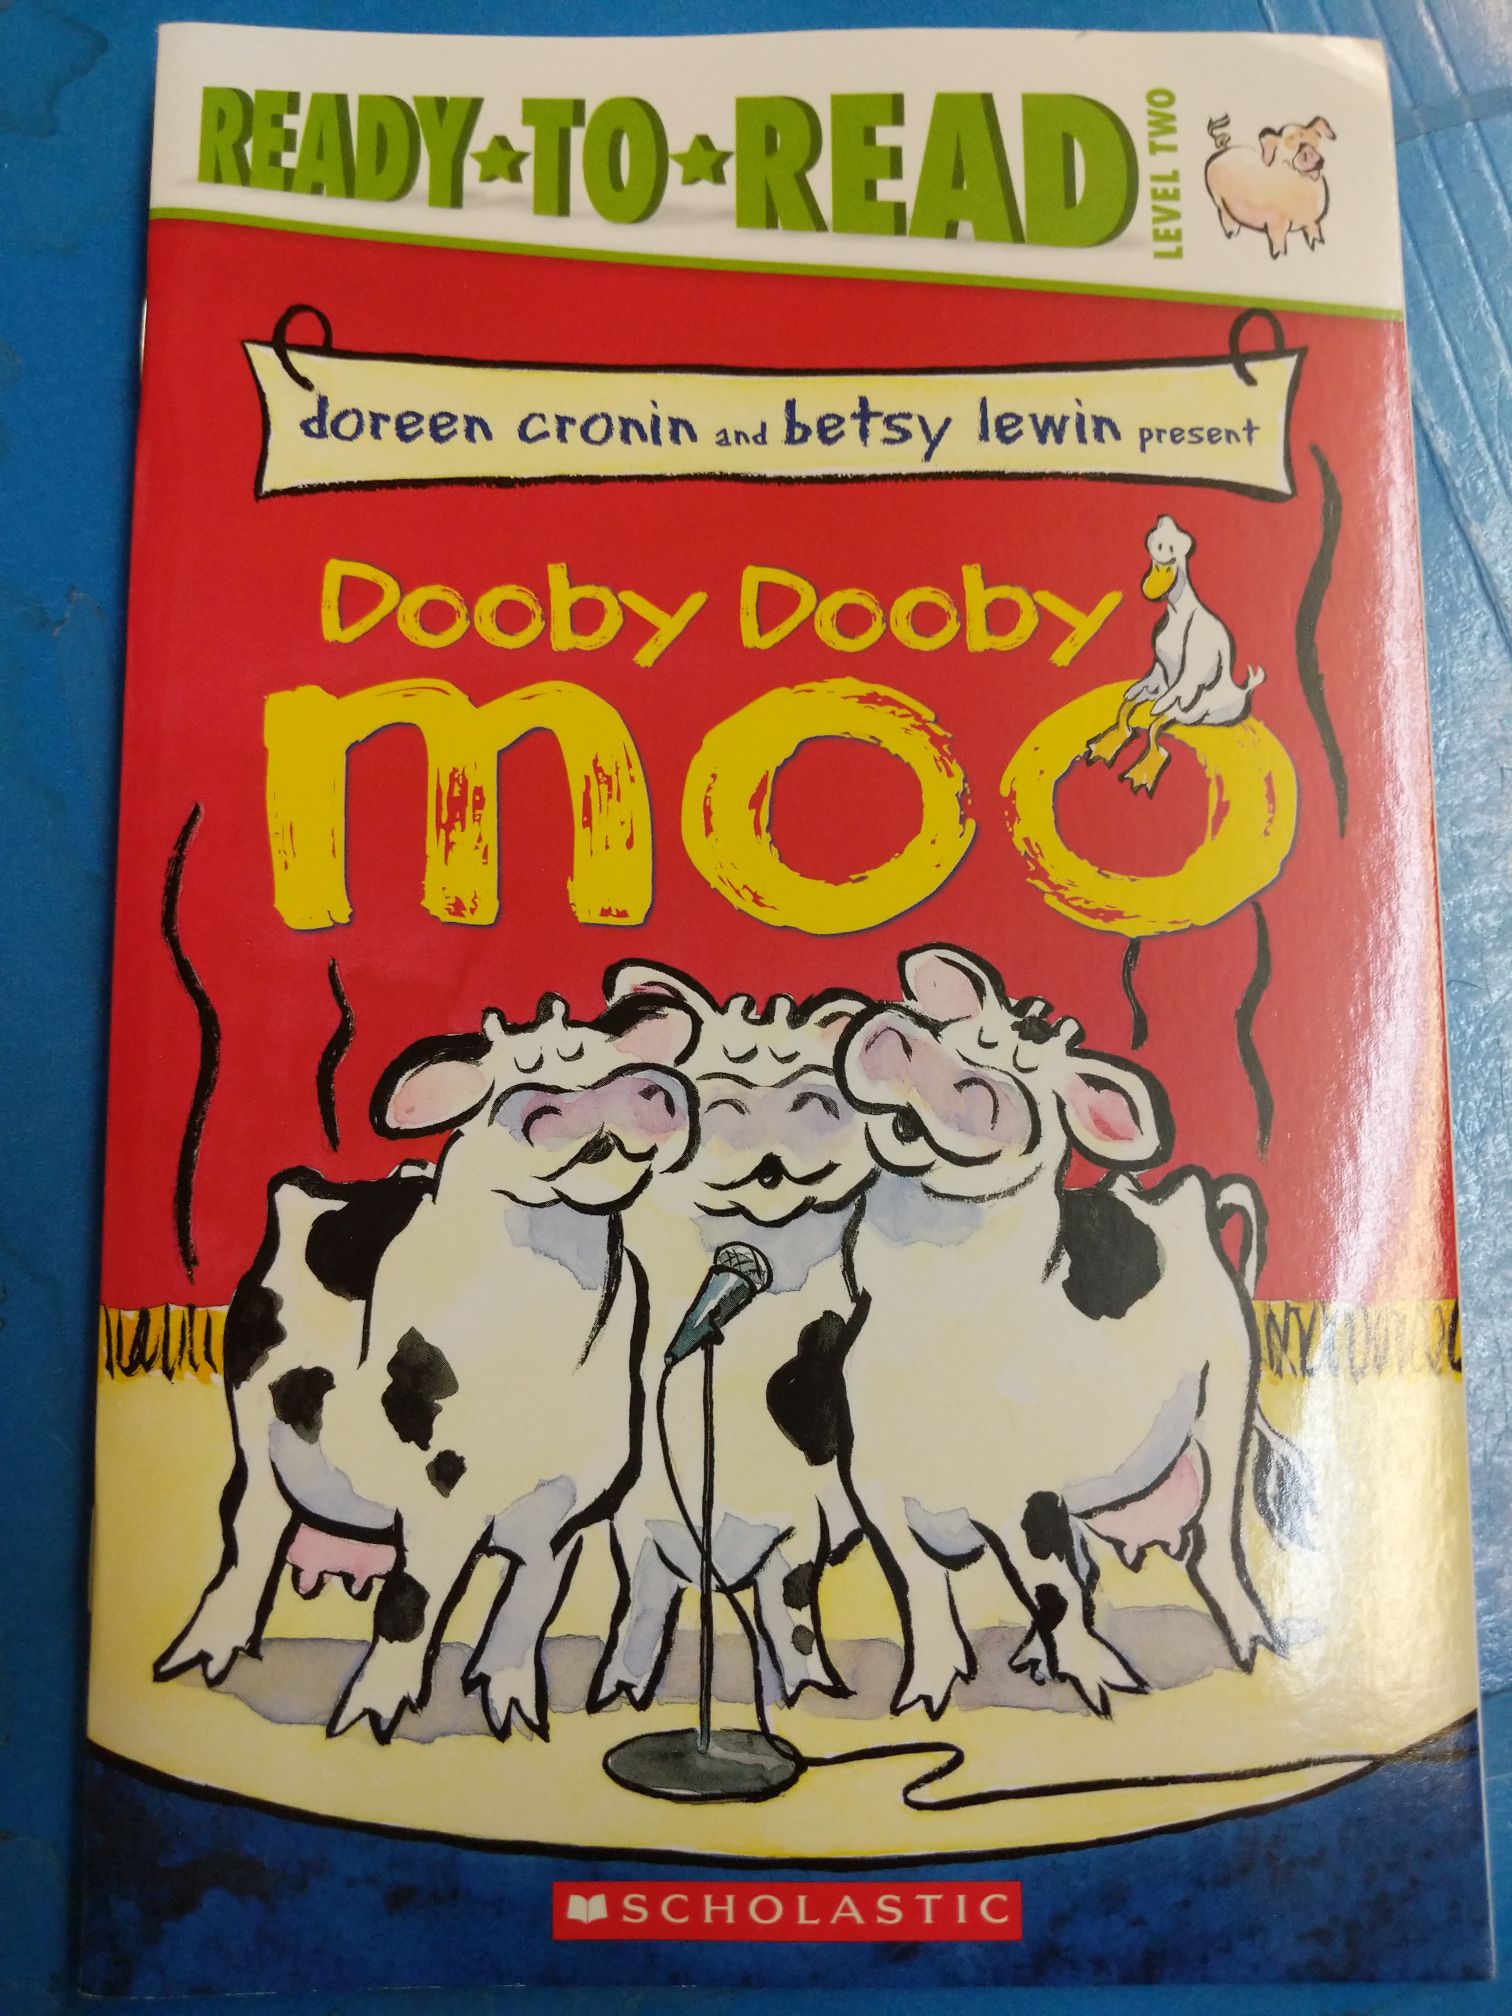 READY★TO★READ
LEVEL TWO
doreen cronin and betsy lewin present
Dooby Dooby
moo
SCHOLASTIC